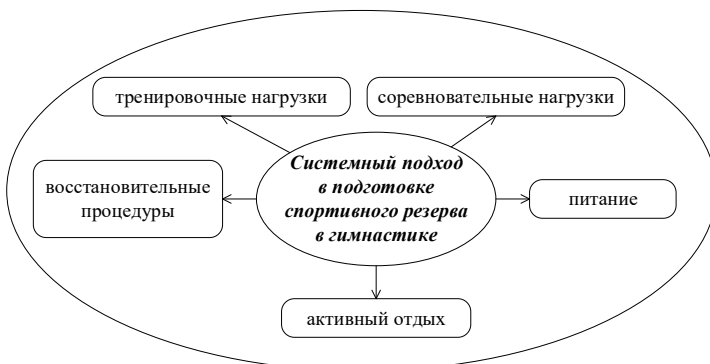 тренировочные нагрузки
соревновательные нагрузки
Системный подход
в подготовке
спортивного резерва
в гимнастике
восстановительные
процедуры
питание
активный отдых